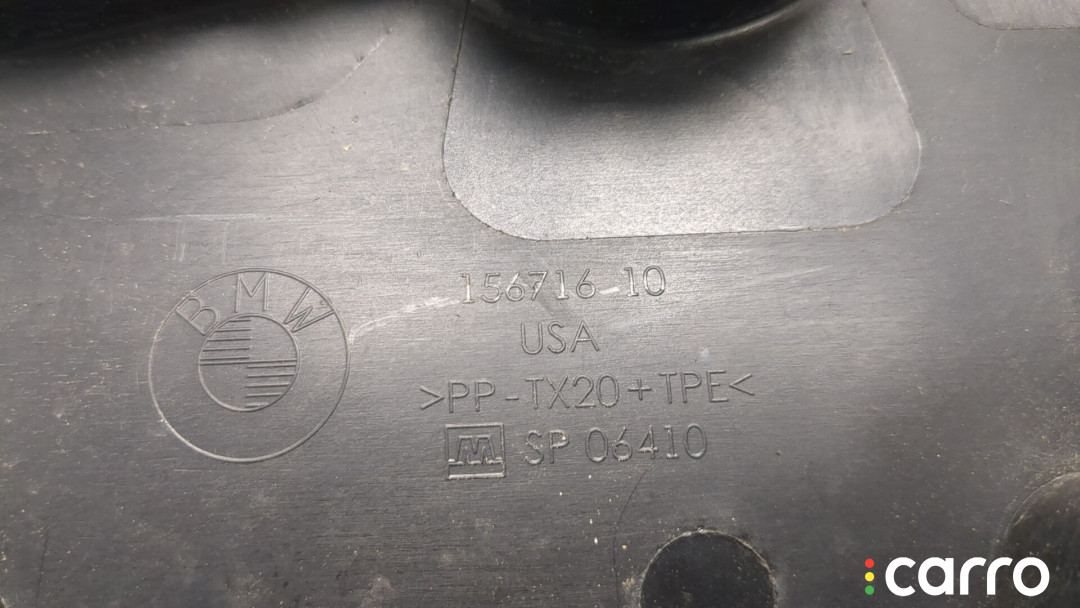 BMW
156716 10
USA
>PP-TX20+TPE<
M SP 06410
carro